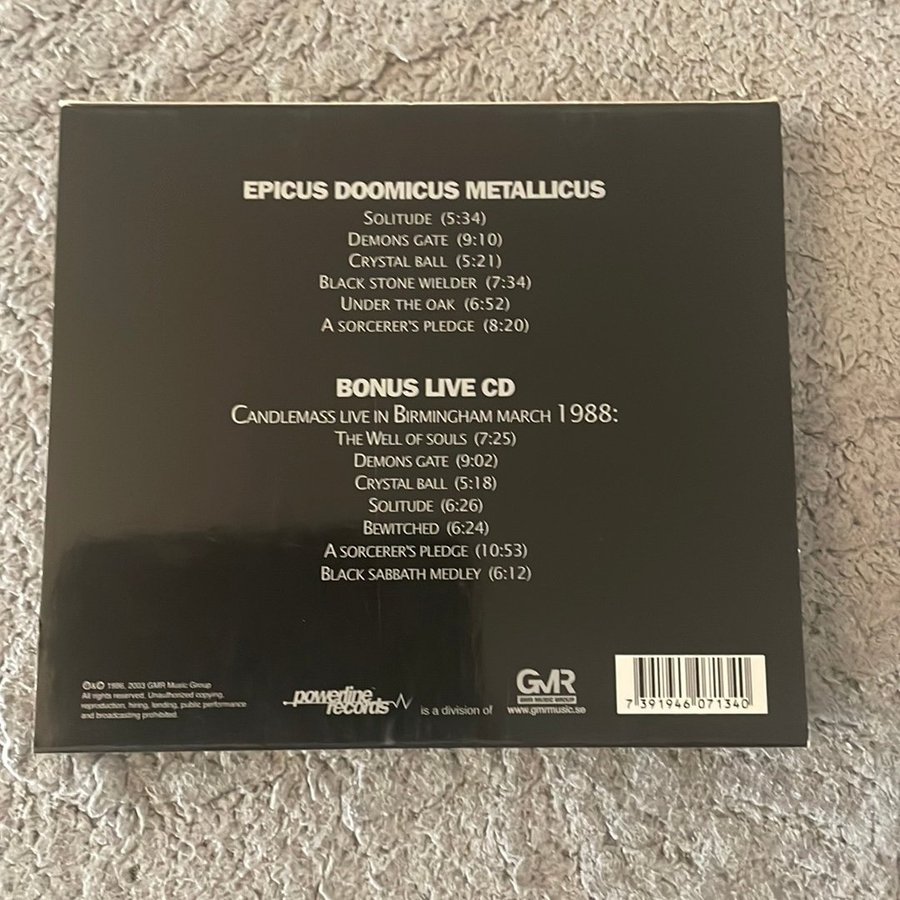 EPICUS DOOMICUS METALLICUS
SOLITUDE (5:34)
DEMONS GATE (9:10)
CRYSTAL BALL (5:21)
BLACK STONE WIELDER (7:34)
UNDER THE OAK (6:52)
A SORCERER'S PLEDGE (8:20)
BONUS LIVE CD
CANDLEMASS LIVE IN BIRMINGHAM MARCH 1988:
THE WELL OF SOULS (7:25)
DEMONS GATE (9:02)
CRYSTAL BALL (5:18)
SOLITUDE (6:26)
BEWITCHED (6:24)
A SORCERER'S PLEDGE (10:53)
BLACK SABBATH MEDLEY (6:12)
℗&© 1986, 2003 GMR Music Group
All rights reserved. Unauthorized copying,
reproduction, hiring, lending, public performance
and broadcasting prohibited.
powerline
records
is a division of
GMR
GMR MUSIC GROUP
www.gmrmusic.se
7 391946 071340